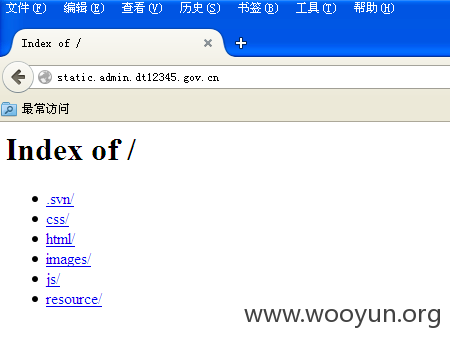 文件(F) 编辑(E) 查看(V) 历史(S) 书签(B) 工具(T) 帮助(H)
Index of /
static.admin.dt12345.gov.cn
最常访问
Index of /
.svn/
css/
html/
images/
js/
resource/
www.wooyun.org